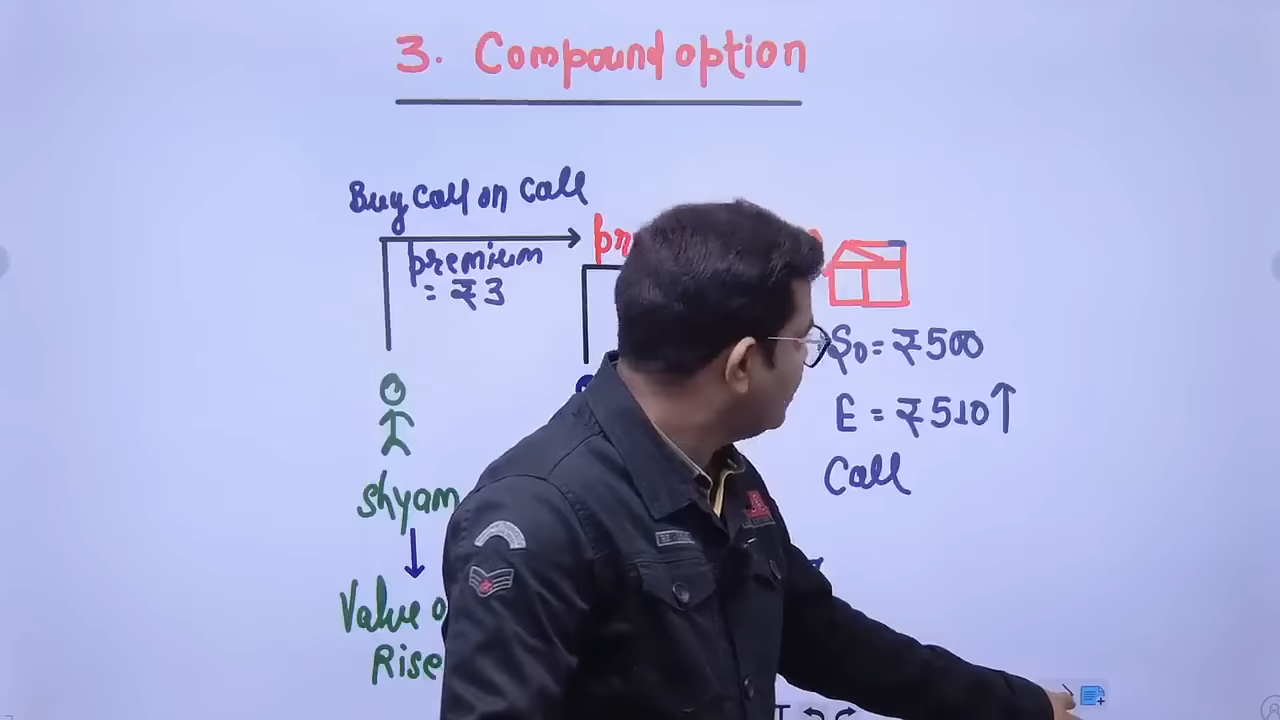 3. Compound option
Buy Call on Call
premium
= ₹3
S₀ = ₹500
E = ₹510↑
Call
Shyam
Value
Rise